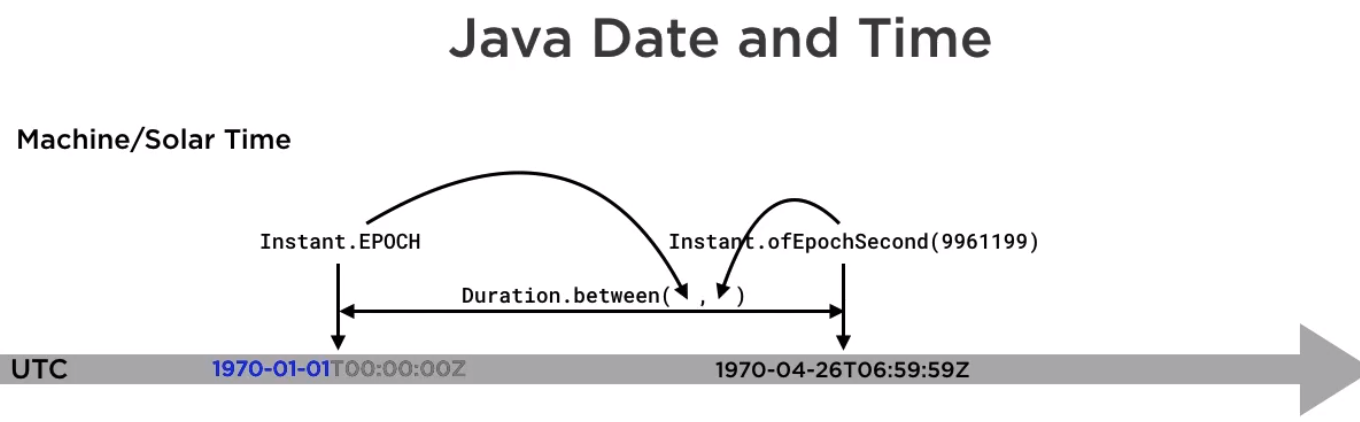 Java Date and Time
Machine/Solar Time
Instant.EPOCH Instant.ofEpochSecond(9961199)
Duration.between( , )
UTC 1970-01-01T00:00:00Z 1970-04-26T06:59:59Z